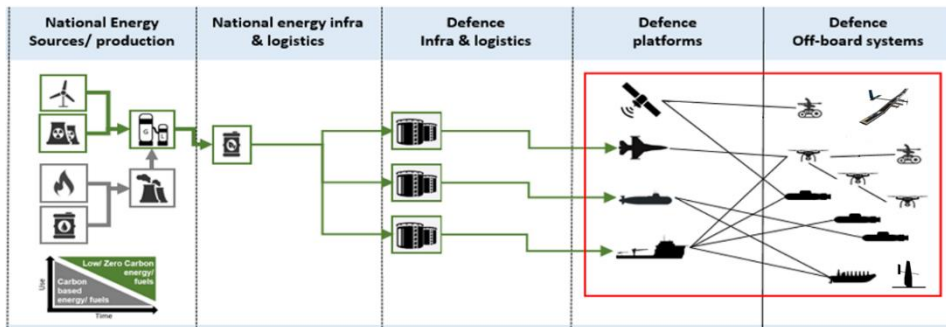 National Energy
Sources/ production
National energy infra
& logistics
Defence
Infra & logistics
Defence
platforms
Defence
Off-board systems
G
L
Low/ Zero Carbon
energy/
fuels
Carbon
based
energy/ fuels
Use
Time